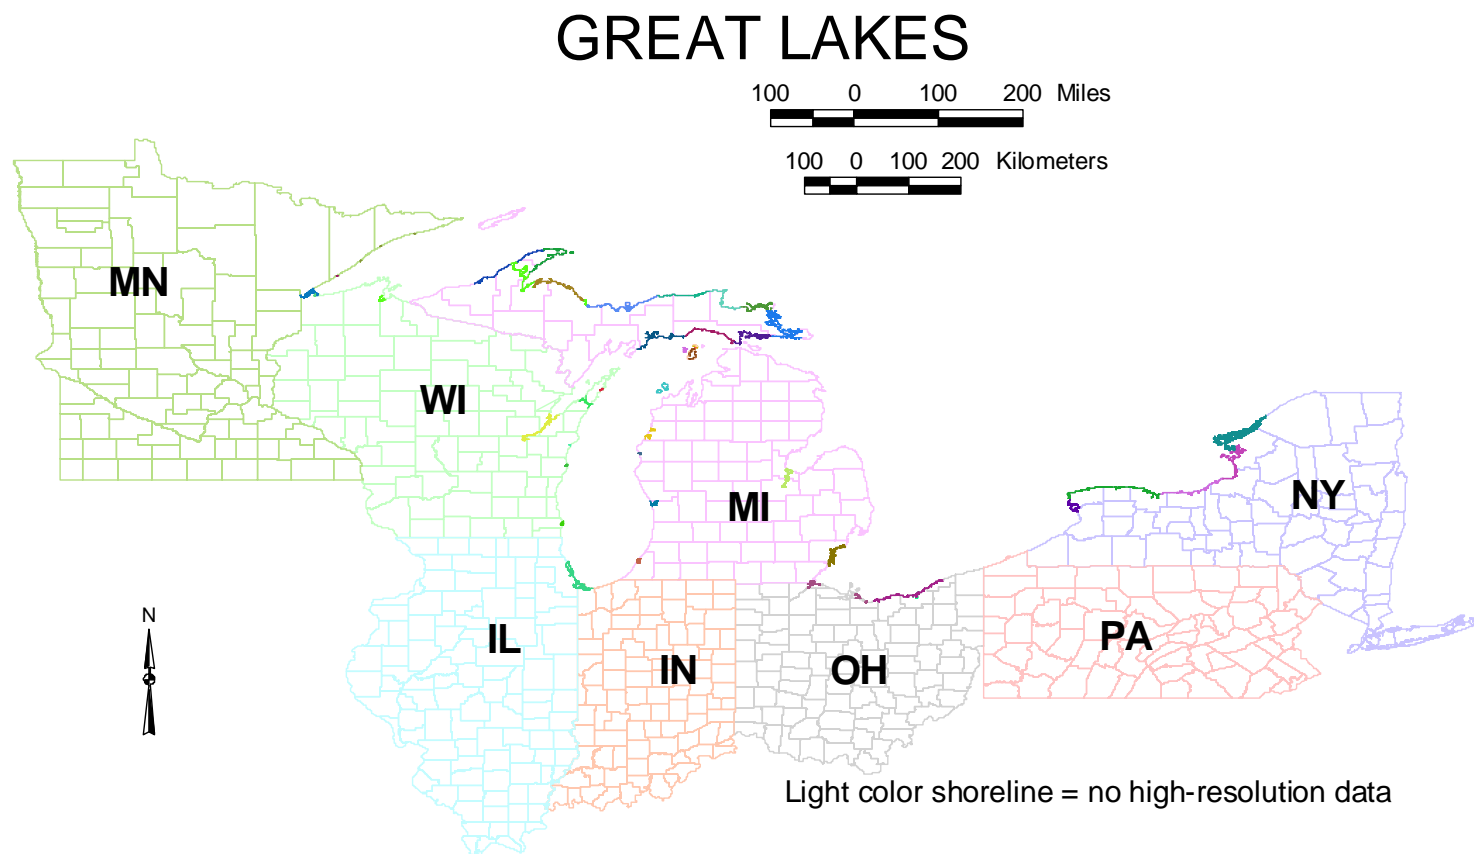 GREAT LAKES
100 0 100 200 Miles
100 0 100 200 Kilometers
MN
WI
MI
NY
N
IL
IN
OH
PA
Light color shoreline = no high-resolution data